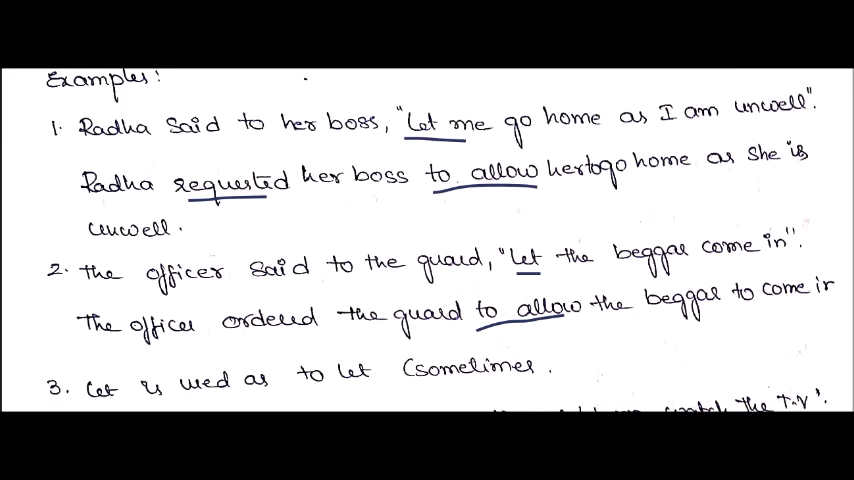 Examples:
1. Radha said to her boss, "Let me go home as I am unwell".
Radha requested her boss to allow her to go home as she is
unwell.
2. The officer said to the guard, "Let the beggar come in".
The officer ordered the guard to allow the beggar to come in
3. Let is used as to let (sometimes.
watch the T.V'.